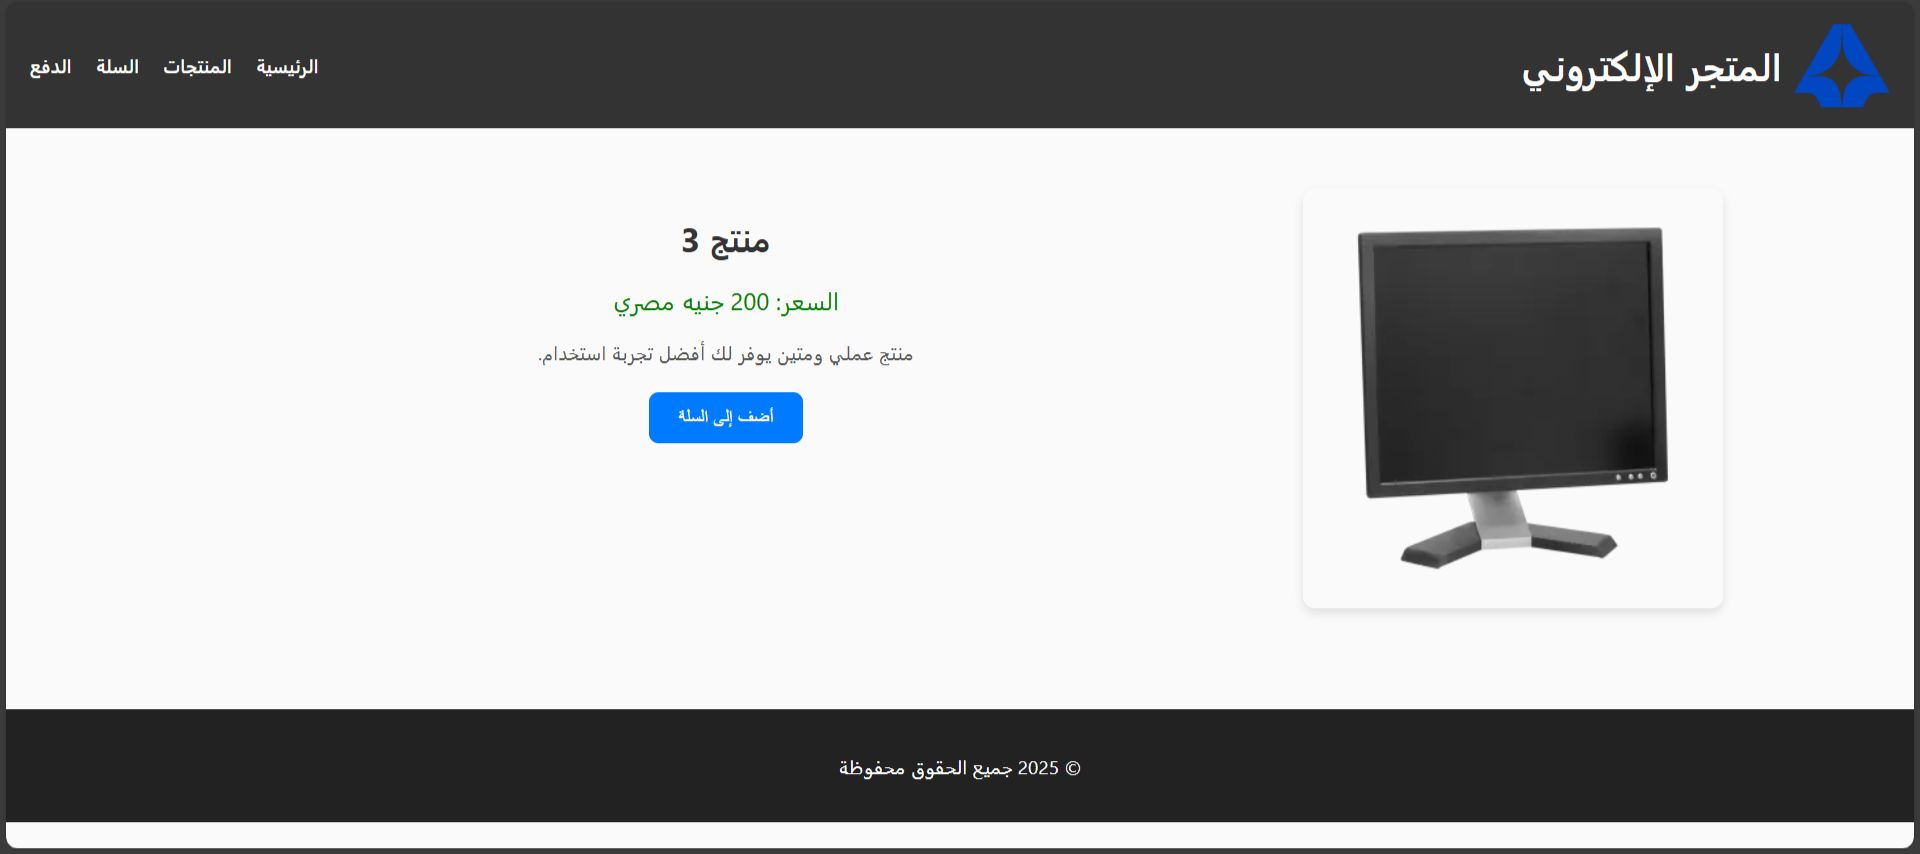 المتجر الإلكتروني
الرئيسية المنتجات السلة الدفع
منتج 3
السعر: 200 جنيه مصري
منتج عملي ومتين يوفر لك أفضل تجربة استخدام.
أضف إلى السلة
© 2025 جميع الحقوق محفوظة